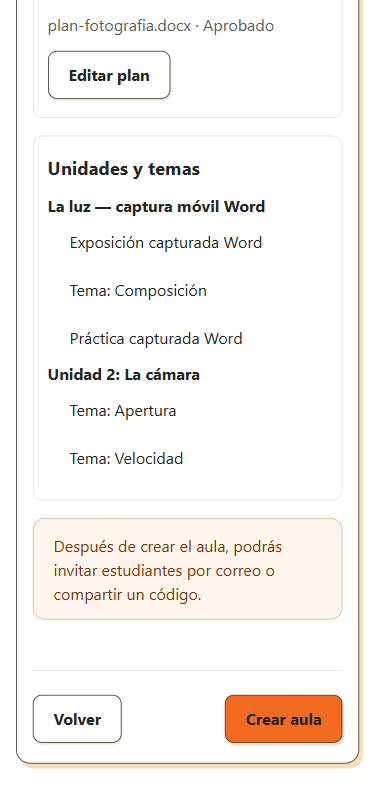 plan-fotografia.docx · Aprobado
Editar plan
Unidades y temas
La luz — captura móvil Word
Exposición capturada Word
Tema: Composición
Práctica capturada Word
Unidad 2: La cámara
Tema: Apertura
Tema: Velocidad
Después de crear el aula, podrás
invitar estudiantes por correo o
compartir un código.
Volver
Crear aula